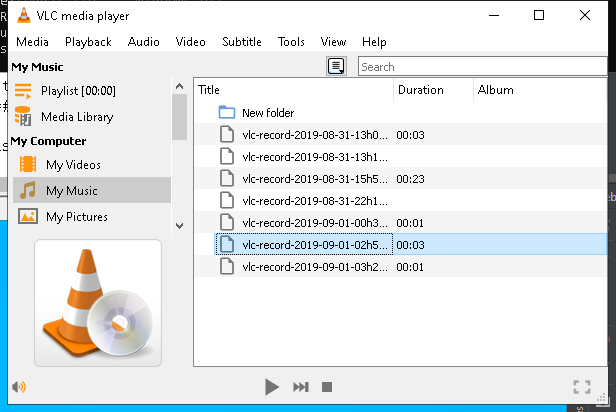 VLC media player
Media Playback Audio Video Subtitle Tools View Help
My Music
Search
Playlist [00:00]
Media Library
My Computer
My Videos
My Music
My Pictures
Title Duration Album
New folder
vlc-record-2019-08-31-13h0... 00:03
vlc-record-2019-08-31-13h1...
vlc-record-2019-08-31-15h5... 00:23
vlc-record-2019-08-31-22h1...
vlc-record-2019-09-01-00h3... 00:01
vlc-record-2019-09-01-02h5... 00:03
vlc-record-2019-09-01-03h2... 00:01